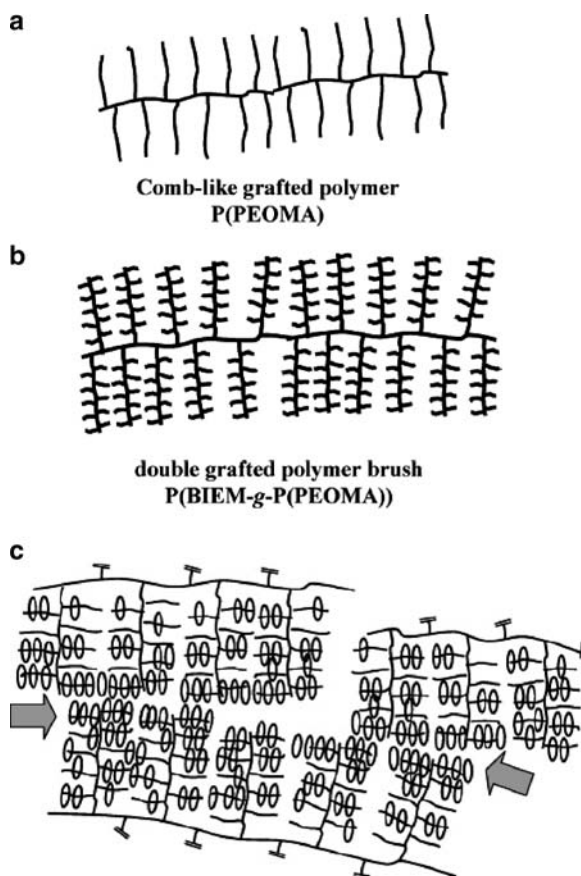 a
Comb-like grafted polymer
P(PEOMA)
b
double grafted polymer brush
P(BIEM-g-P(PEOMA))
c